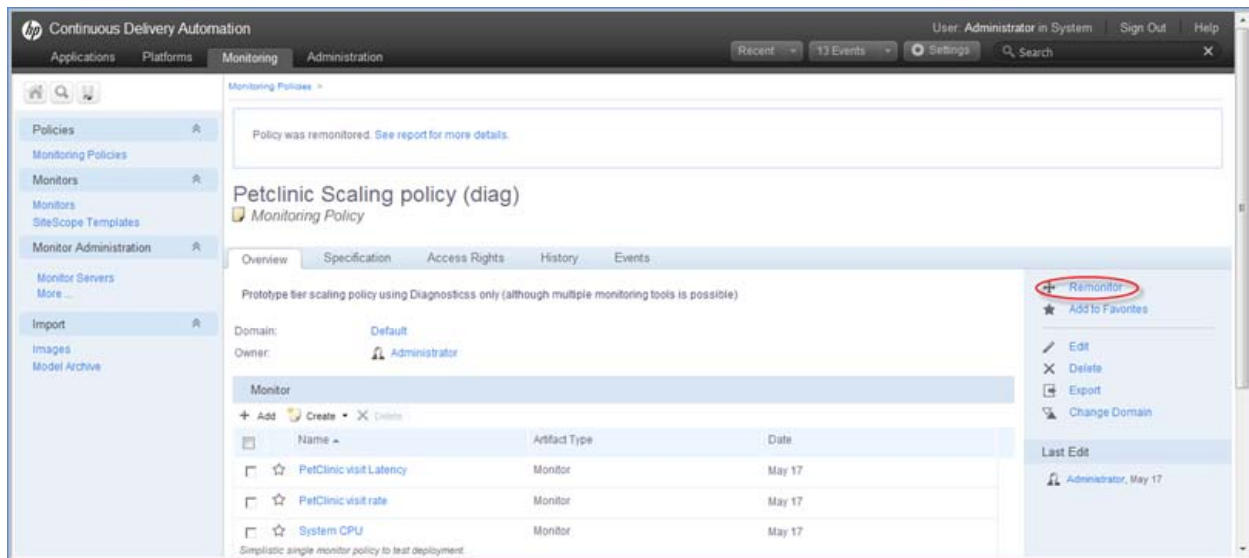 hp Continuous Delivery Automation
User: Administrator in System Sign Out Help
Applications Platforms Monitoring Administration
Recent 13 Events Settings Search
Monitoring Policies >
Policies
Monitoring Policies
Monitors
Monitors
SiteScope Templates
Monitor Administration
Monitor Servers
More ...
Import
Images
Model Archive
Policy was remonitored. See report for more details.
Petclinic Scaling policy (diag)
Monitoring Policy
Overview Specification Access Rights History Events
Prototype tier scaling policy using Diagnosticss only (although multiple monitoring tools is possible)
Domain: Default
Owner: Administrator
Monitor
+ Add Create Delete
Name Artifact Type Date
PetClinic visit Latency Monitor May 17
PetClinic visit rate Monitor May 17
System CPU Monitor May 17
Simplistic single monitor policy to test deployment.
Remonitor
Add to Favorites
Edit
Delete
Export
Change Domain
Last Edit
Administrator, May 17